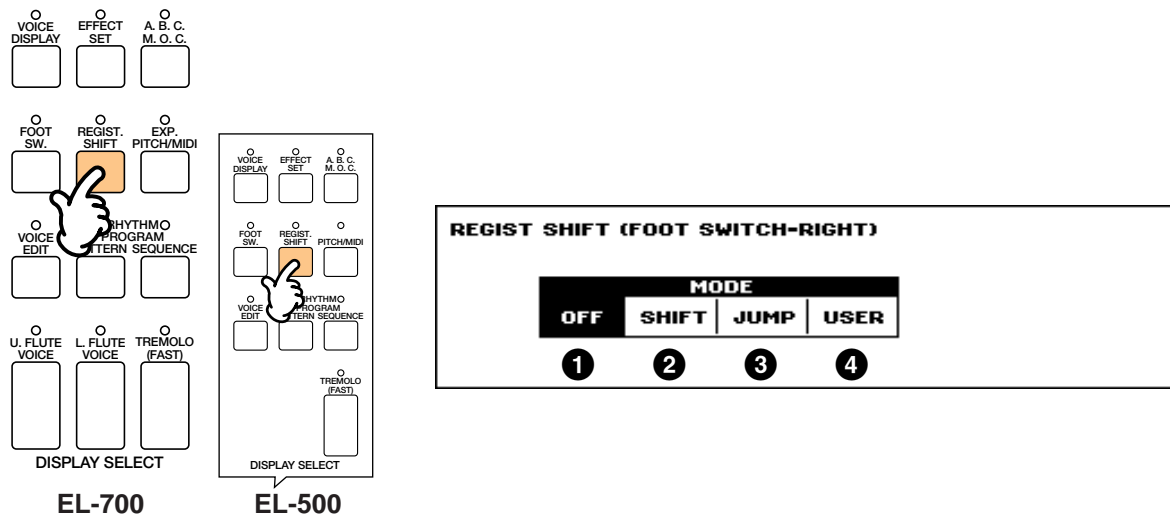 VOICE DISPLAY
EFFECT SET
A. B. C. M. O. C.
FOOT SW.
REGIST. SHIFT
EXP. PITCH/MIDI
VOICE EDIT
PROGRAM
SEQUENCE
U. FLUTE VOICE
L. FLUTE VOICE
TREMOLO (FAST)
DISPLAY SELECT
EL-700
VOICE DISPLAY
EFFECT SET
A. B. C. M. O. C.
FOOT SW.
REGIST. SHIFT
PITCH/MIDI
VOICE EDIT
PROGRAM
SEQUENCE
TREMOLO (FAST)
DISPLAY SELECT
EL-500
REGIST SHIFT (FOOT SWITCH-RIGHT)
MODE
OFF SHIFT JUMP USER
1 2 3 4